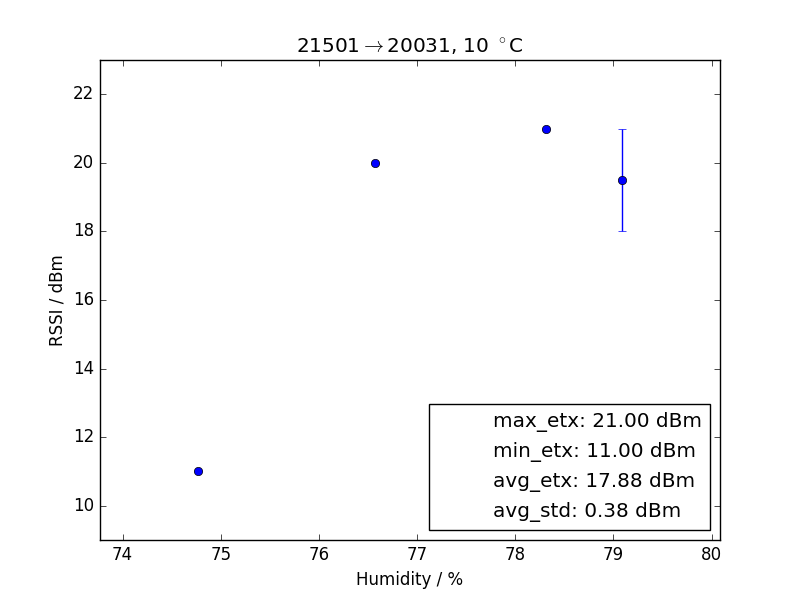 21501→20031, 10 °C
22
20
18
16
14
12
10
RSSI / dBm
max_etx: 21.00 dBm
min_etx: 11.00 dBm
avg_etx: 17.88 dBm
avg_std: 0.38 dBm
74 75 76 77 78 79 80
Humidity / %